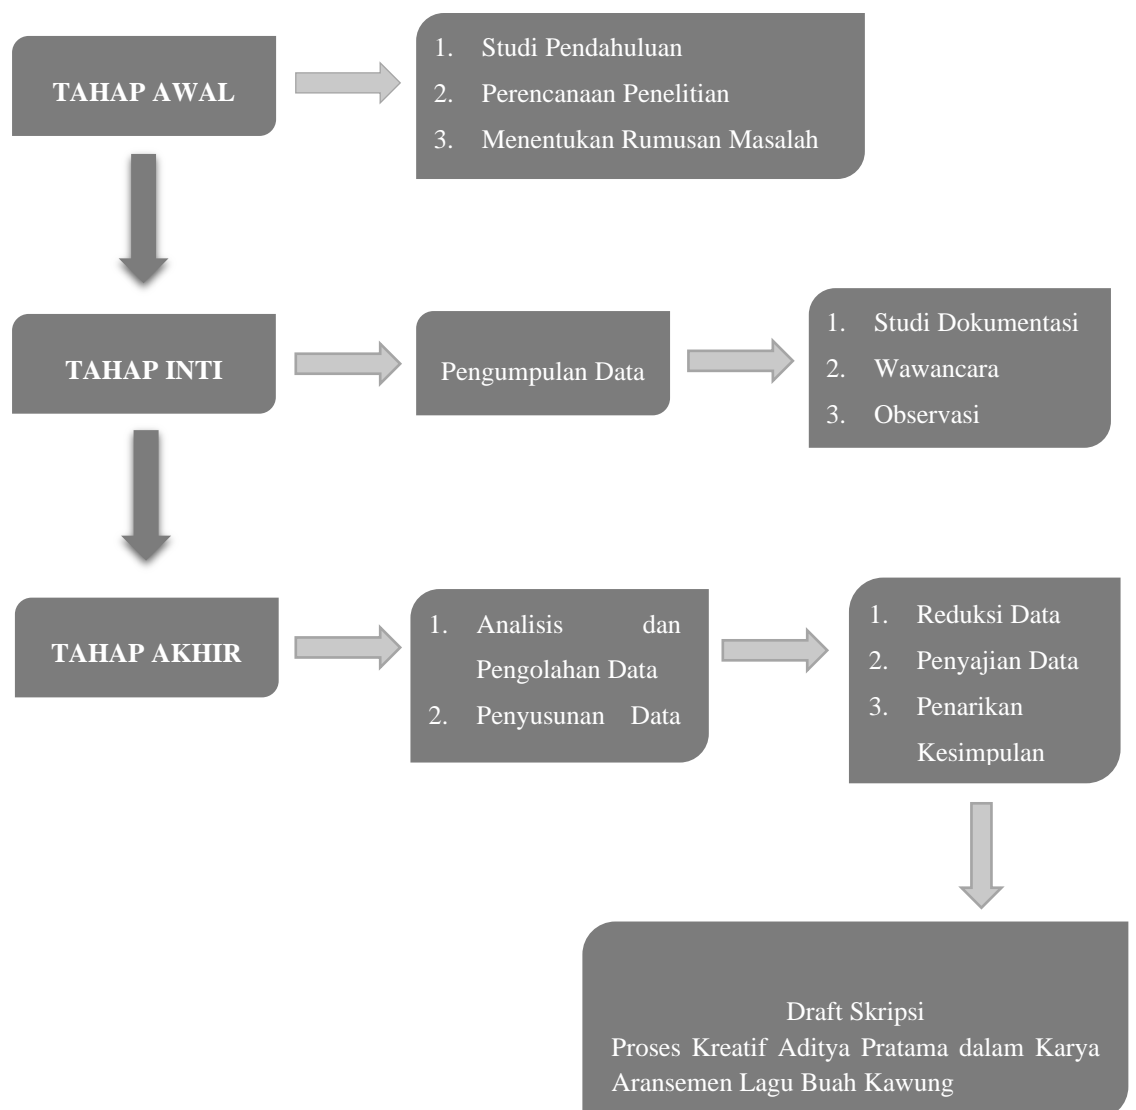 TAHAP AWAL
1. Studi Pendahuluan
2. Perencanaan Penelitian
3. Menentukan Rumusan Masalah
TAHAP INTI
Pengumpulan Data
1. Studi Dokumentasi
2. Wawancara
3. Observasi
TAHAP AKHIR
1. Analisis dan
Pengolahan Data
2. Penyusunan Data
1. Reduksi Data
2. Penyajian Data
3. Penarikan
Kesimpulan
Draft Skripsi
Proses Kreatif Aditya Pratama dalam Karya
Aransemen Lagu Buah Kawung